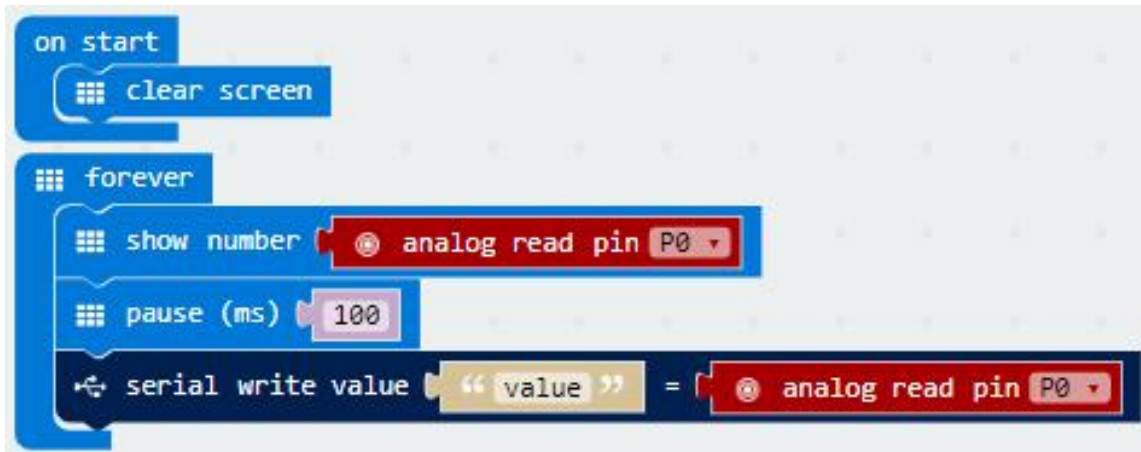 on start
clear screen
forever
show number analog read pin P0
pause (ms) 100
serial write value “ value ” = analog read pin P0